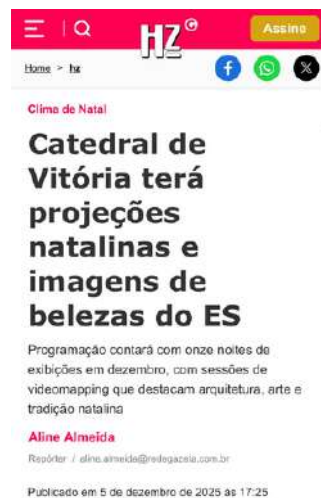 HZ G
Assine
Home > hz
Clima de Natal
Catedral de
Vitória terá
projeções
natalinas e
imagens de
belezas do ES
Programação contará com onze noites de
exibições em dezembro, com sessões de
videomapping que destacam arquitetura, arte e
tradição natalina
Aline Almeida
Repórter / aline.almeida@redegazeta.com.br
Publicado em 5 de dezembro de 2025 às 17:25